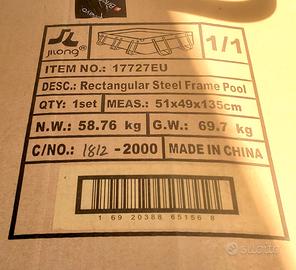 JILONG®
1/1
ITEM NO.: 17727EU
DESC.: Rectangular Steel Frame Pool
QTY: 1set MEAS.: 51x49x135cm
N.W.: 58.76 kg G.W.: 69.7 kg
C/NO.: 1812-2000 MADE IN CHINA
1 69 20388 65156 8
subito